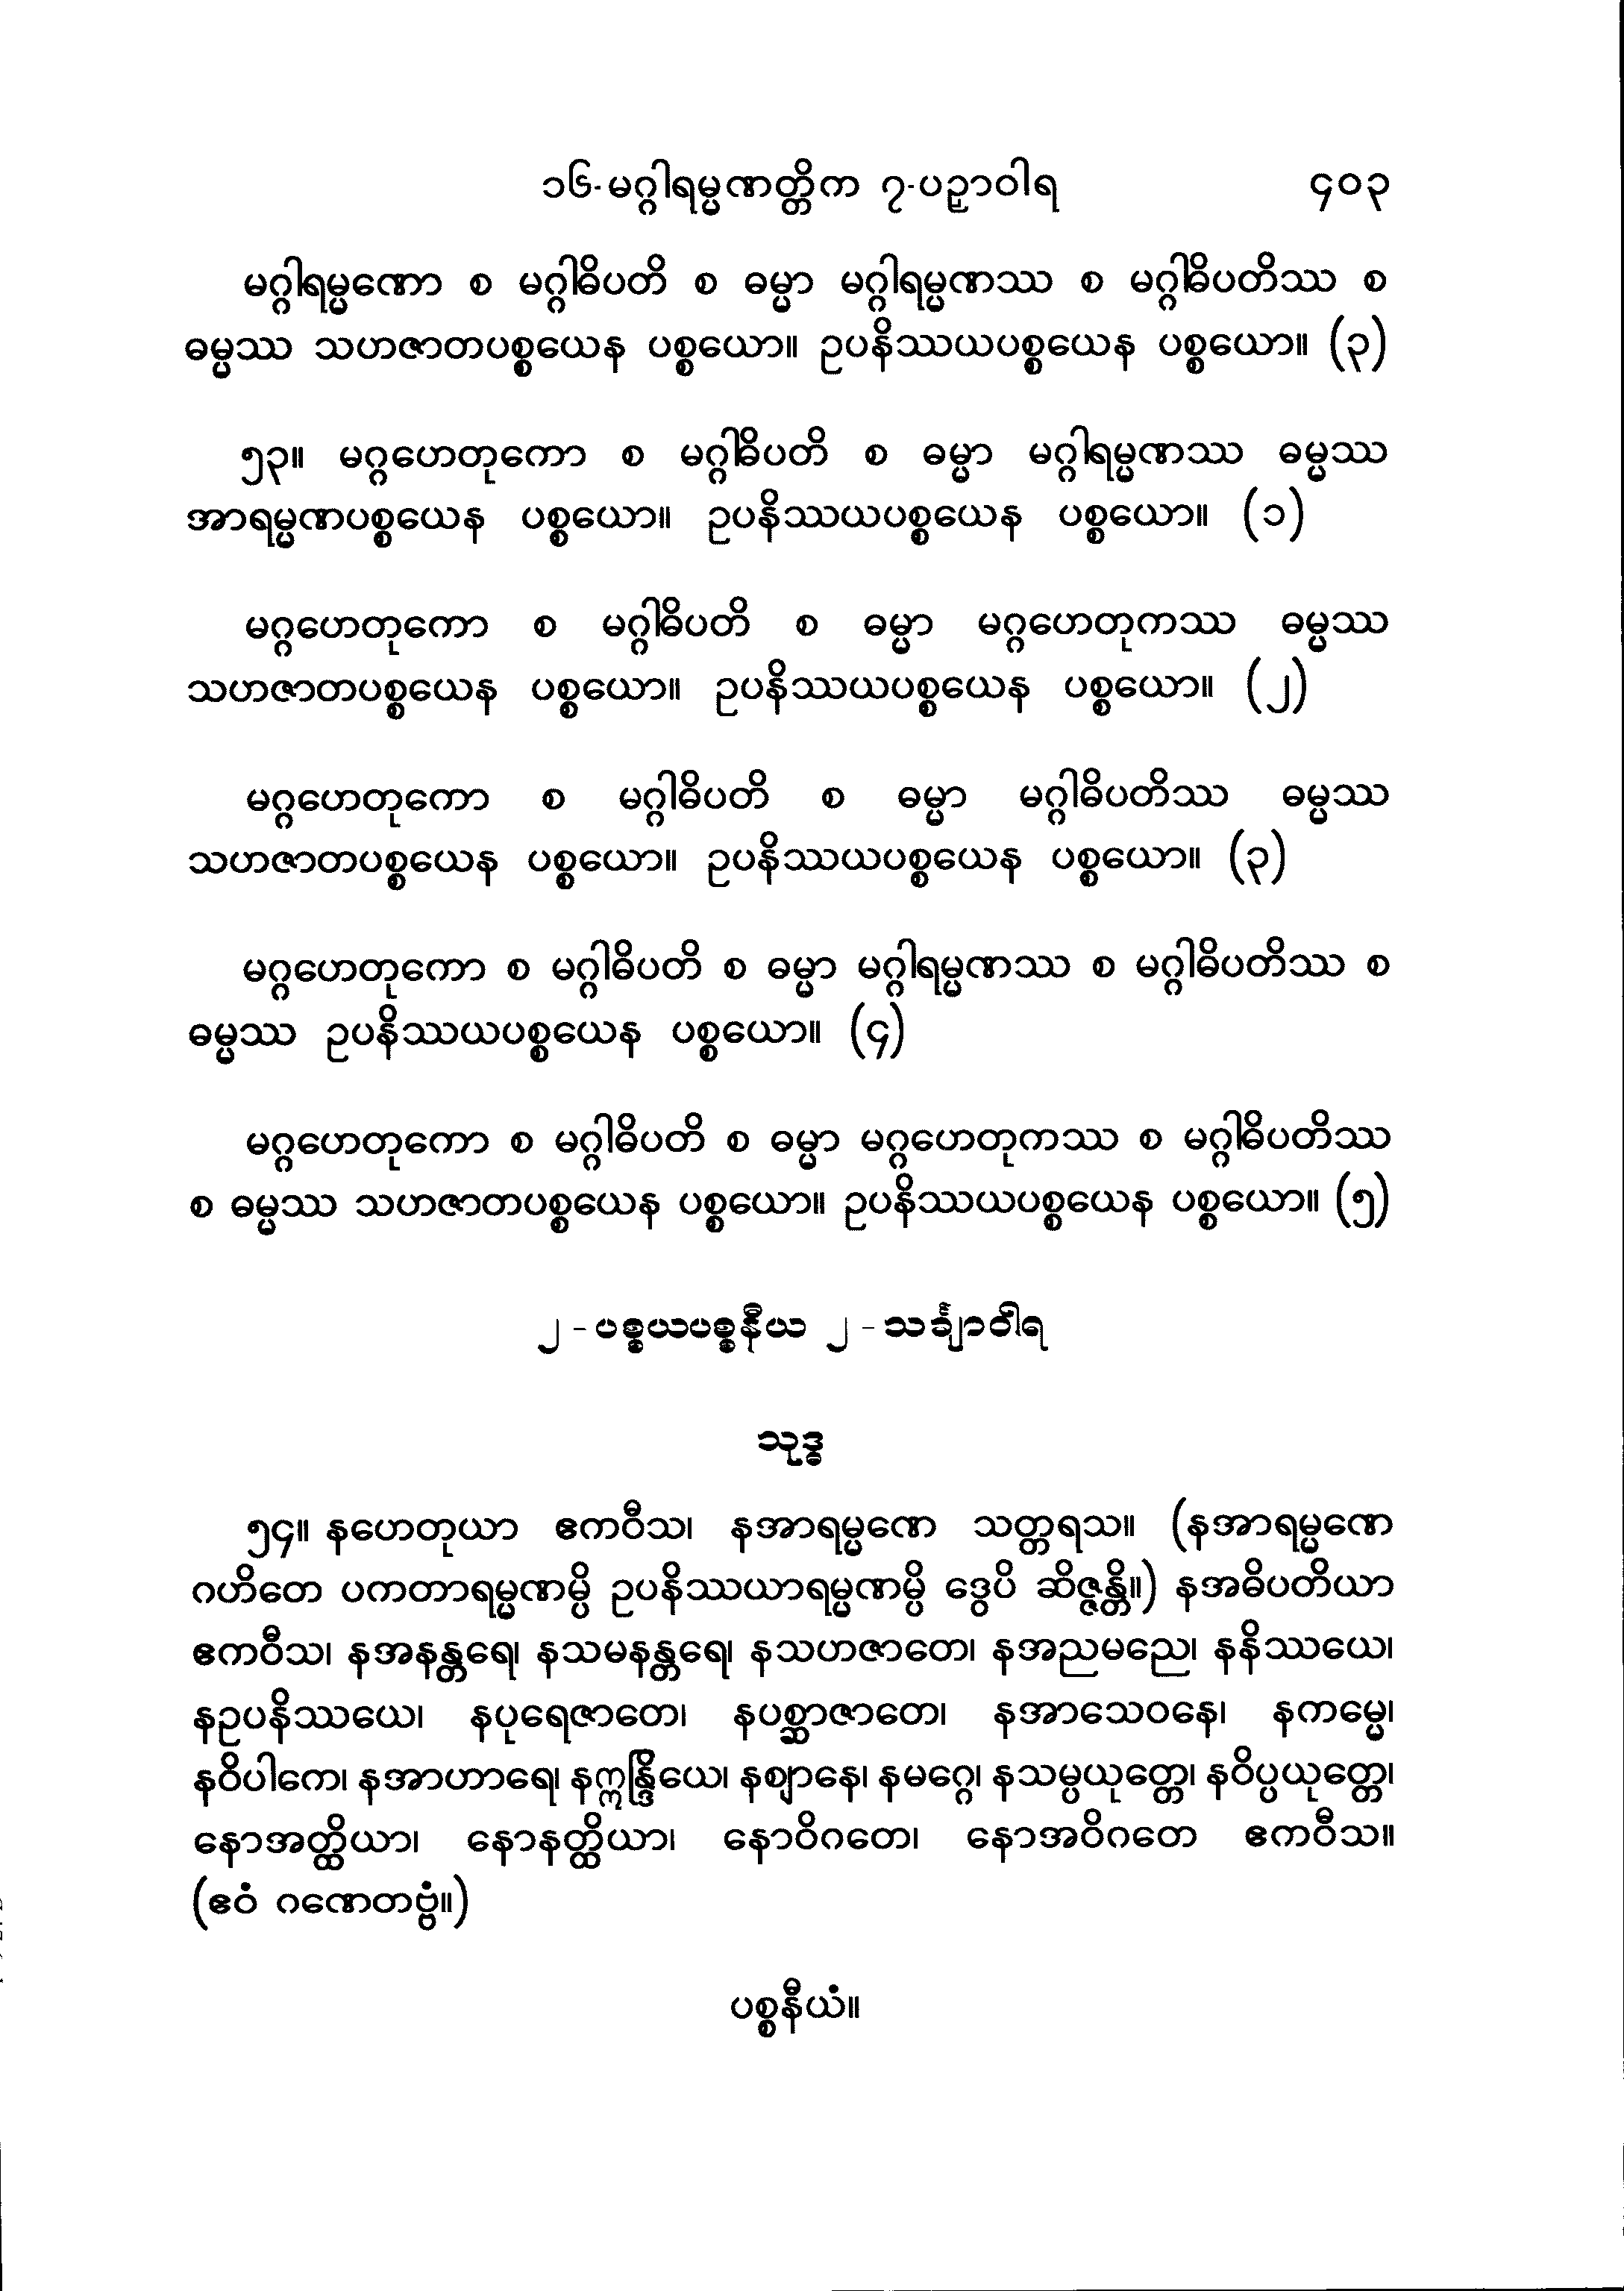 ၁၆-မဂ္ဂါရမ္မဏတ္တိက ၇-ပဉှာဝါရ ၄၀၃
မဂ္ဂါရမ္မဏော စ မဂ္ဂါဓိပတိ စ ဓမ္မာ မဂ္ဂါရမ္မဏဿ စ မဂ္ဂါဓိပတိဿ စ
ဓမ္မဿ သဟဇာတပစ္စယေန ပစ္စယော။ ဥပနိဿယပစ္စယေန ပစ္စယော။ (၃)
၅၃။ မဂ္ဂဟေတုကော စ မဂ္ဂါဓိပတိ စ ဓမ္မာ မဂ္ဂါရမ္မဏဿ ဓမ္မဿ
အာရမ္မဏပစ္စယေန ပစ္စယော။ ဥပနိဿယပစ္စယေန ပစ္စယော။ (၁)
မဂ္ဂဟေတုကော စ မဂ္ဂါဓိပတိ စ ဓမ္မာ မဂ္ဂဟေတုကဿ ဓမ္မဿ
သဟဇာတပစ္စယေန ပစ္စယော။ ဥပနိဿယပစ္စယေန ပစ္စယော။ (၂)
မဂ္ဂဟေတုကော စ မဂ္ဂါဓိပတိ စ ဓမ္မာ မဂ္ဂါဓိပတိဿ ဓမ္မဿ
သဟဇာတပစ္စယေန ပစ္စယော။ ဥပနိဿယပစ္စယေန ပစ္စယော။ (၃)
မဂ္ဂဟေတုကော စ မဂ္ဂါဓိပတိ စ ဓမ္မာ မဂ္ဂါရမ္မဏဿ စ မဂ္ဂါဓိပတိဿ စ
ဓမ္မဿ ဥပနိဿယပစ္စယေန ပစ္စယော။ (၄)
မဂ္ဂဟေတုကော စ မဂ္ဂါဓိပတိ စ ဓမ္မာ မဂ္ဂဟေတုကဿ စ မဂ္ဂါဓိပတိဿ
စ ဓမ္မဿ သဟဇာတပစ္စယေန ပစ္စယော။ ဥပနိဿယပစ္စယေန ပစ္စယော။ (၅)
၂-ပစ္စယပစ္စနီယ ၂-သင်္ချာဝါရ
သုဒ္ဓ
၅၄။ နဟေတုယာ ဧကဝီသ၊ နအာရမ္မဏေ သတ္တရသ။ (နအာရမ္မဏေ
ဂဟိတေ ပကတာရမ္မဏမ္ပိ ဥပနိဿယာရမ္မဏမ္ပိ ဒွေပိ ဆိဇ္ဇန္တိ။) နအဓိပတိယာ
ဧကဝီသ၊ နအနန္တရေ၊ နသမနန္တရေ၊ နသဟဇာတေ၊ နအညမညေ၊ နနိဿယေ၊
နဥပနိဿယေ၊ နပုရေဇာတေ၊ နပစ္ဆာဇာတေ၊ နအာသေဝနေ၊ နကမ္မေ၊
နဝိပါကေ၊ နအာဟာရေ၊ နဣန္ဒြိယေ၊ နဈာနေ၊ နမဂ္ဂေ၊ နသမ္ပယုတ္တေ၊ နဝိပ္ပယုတ္တေ၊
နောအတ္ထိယာ၊ နောနတ္ထိယာ၊ နောဝိဂတေ၊ နောအဝိဂတေ ဧကဝီသ။
(ဧဝံ ဂဏေတဗ္ဗံ။)
ပစ္စနီယံ။